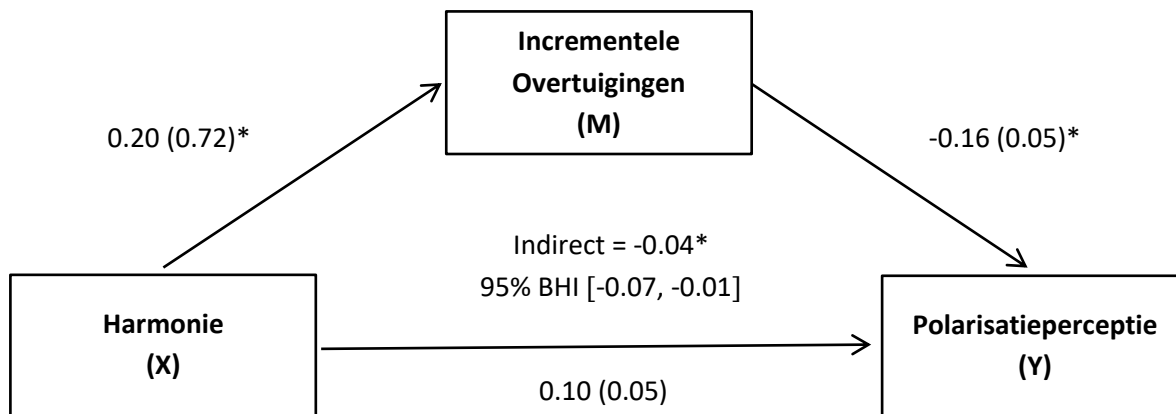 Incrementele
Overtuigingen
(M)
0.20 (0.72)*
-0.16 (0.05)*
Indirect = -0.04*
95% BHI [-0.07, -0.01]
Harmonie
(X)
Polarisatieperceptie
(Y)
0.10 (0.05)